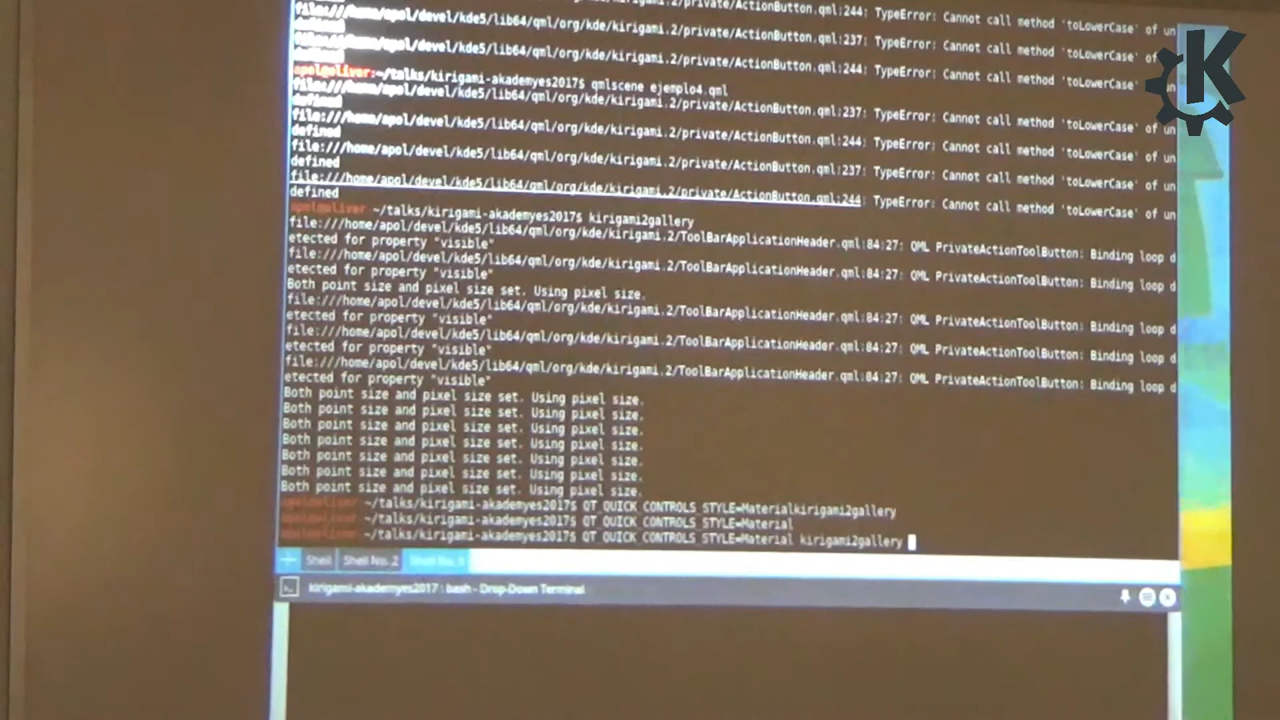 file:///home/apol/devel/kde5/lib64/qml/org/kde/kirigami.2/private/ActionButton.qml:244: TypeError: Cannot call method 'toLowerCase' of un
defined
file:///home/apol/devel/kde5/lib64/qml/org/kde/kirigami.2/private/ActionButton.qml:237: TypeError: Cannot call method 'toLowerCase' of un
defined
file:///home/apol/devel/kde5/lib64/qml/org/kde/kirigami.2/private/ActionButton.qml:244: TypeError: Cannot call method 'toLowerCase' of un
defined
apol@oliver:~/talks/kirigami-akademyes2017$ qmlscene ejemplo4.qml
file:///home/apol/devel/kde5/lib64/qml/org/kde/kirigami.2/private/ActionButton.qml:237: TypeError: Cannot call method 'toLowerCase' of un
defined
file:///home/apol/devel/kde5/lib64/qml/org/kde/kirigami.2/private/ActionButton.qml:244: TypeError: Cannot call method 'toLowerCase' of un
defined
file:///home/apol/devel/kde5/lib64/qml/org/kde/kirigami.2/private/ActionButton.qml:237: TypeError: Cannot call method 'toLowerCase' of un
defined
file:///home/apol/devel/kde5/lib64/qml/org/kde/kirigami.2/private/ActionButton.qml:244: TypeError: Cannot call method 'toLowerCase' of un
defined
apol@oliver ~/talks/kirigami-akademyes2017$ kirigami2gallery
file:///home/apol/devel/kde5/lib64/qml/org/kde/kirigami.2/ToolBarApplicationHeader.qml:84:27: QML PrivateActionToolButton: Binding loop d
etected for property "visible"
file:///home/apol/devel/kde5/lib64/qml/org/kde/kirigami.2/ToolBarApplicationHeader.qml:84:27: QML PrivateActionToolButton: Binding loop d
etected for property "visible"
Both point size and pixel size set. Using pixel size.
file:///home/apol/devel/kde5/lib64/qml/org/kde/kirigami.2/ToolBarApplicationHeader.qml:84:27: QML PrivateActionToolButton: Binding loop d
etected for property "visible"
file:///home/apol/devel/kde5/lib64/qml/org/kde/kirigami.2/ToolBarApplicationHeader.qml:84:27: QML PrivateActionToolButton: Binding loop d
etected for property "visible"
file:///home/apol/devel/kde5/lib64/qml/org/kde/kirigami.2/ToolBarApplicationHeader.qml:84:27: QML PrivateActionToolButton: Binding loop d
etected for property "visible"
Both point size and pixel size set. Using pixel size.
Both point size and pixel size set. Using pixel size.
Both point size and pixel size set. Using pixel size.
Both point size and pixel size set. Using pixel size.
Both point size and pixel size set. Using pixel size.
Both point size and pixel size set. Using pixel size.
Both point size and pixel size set. Using pixel size.
apol@oliver ~/talks/kirigami-akademyes2017$ QT_QUICK_CONTROLS_STYLE=Materialkirigami2gallery
apol@oliver ~/talks/kirigami-akademyes2017$ QT_QUICK_CONTROLS_STYLE=Material
apol@oliver ~/talks/kirigami-akademyes2017$ QT_QUICK_CONTROLS_STYLE=Material kirigami2gallery
Shell Shell No. 2 Shell No. 3
kirigami-akademyes2017 : bash - Drop-Down Terminal
K